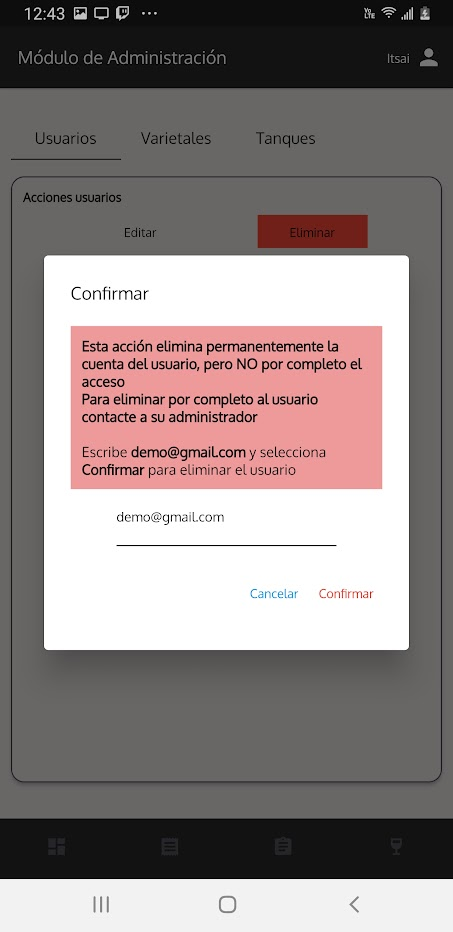 12:43
Vo LTE
Módulo de Administración
Itsai
Usuarios
Varietales
Tanques
Acciones usuarios
Editar
Eliminar
Confirmar
Esta acción elimina permanentemente la
cuenta del usuario, pero NO por completo el
acceso
Para eliminar por completo al usuario
contacte a su administrador
Escribe demo@gmail.com y selecciona
Confirmar para eliminar el usuario
demo@gmail.com
Cancelar
Confirmar